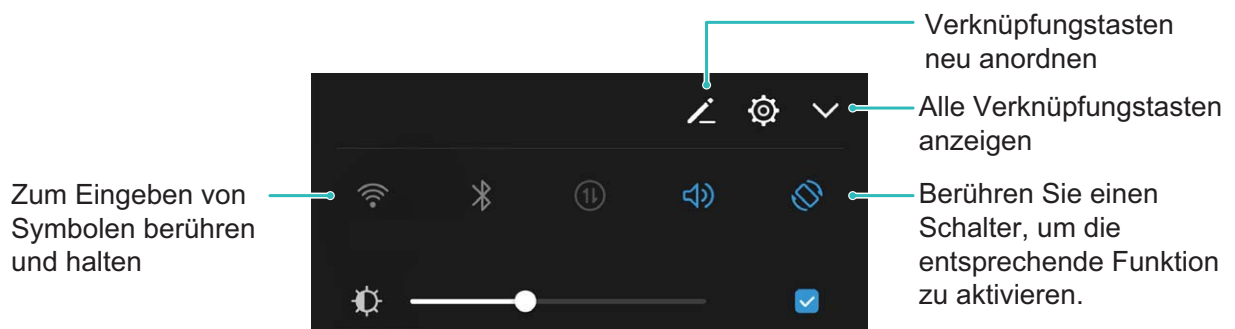 Verknüpfungstasten
neu anordnen
Alle Verknüpfungstasten
anzeigen
Zum Eingeben von
Symbolen berühren
und halten
Berühren Sie einen
Schalter, um die
entsprechende Funktion
zu aktivieren.